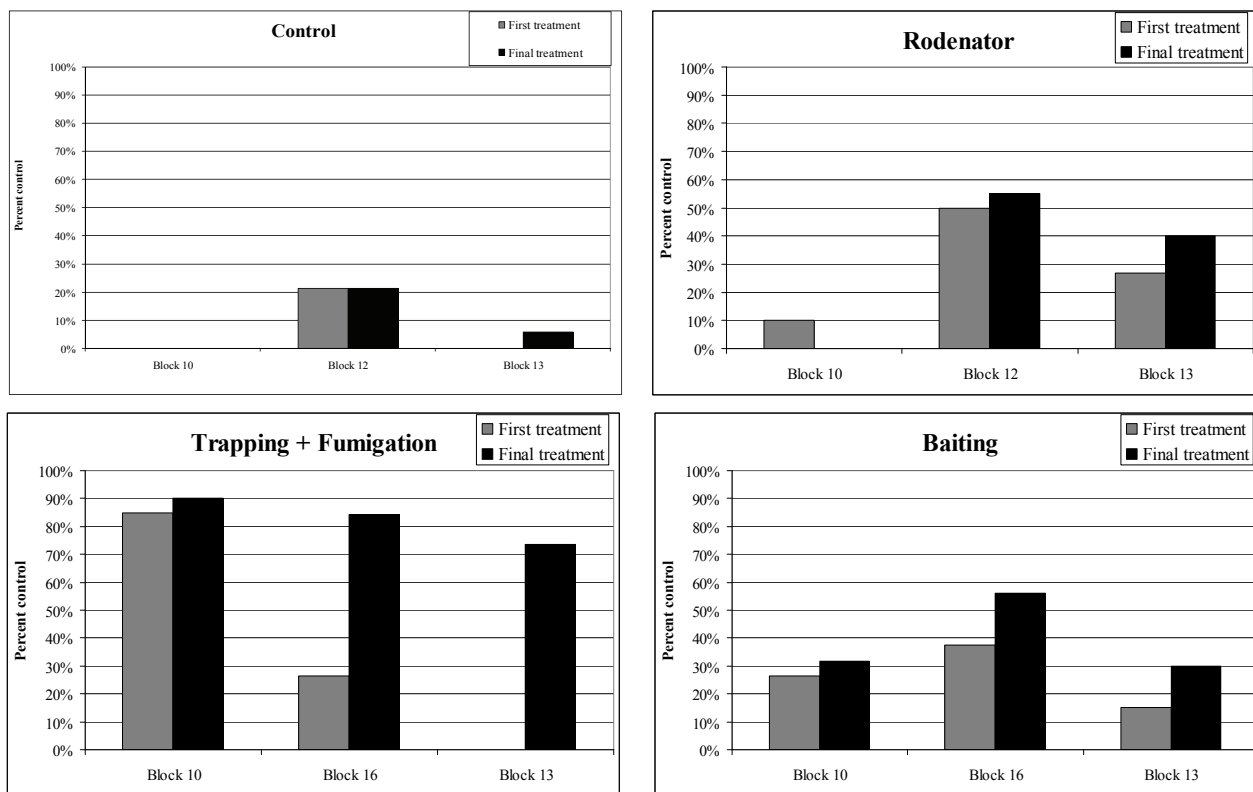 Control
First treatment
Final treatment
Percent control
100%
90%
80%
70%
60%
50%
40%
30%
20%
10%
0%
Block 10 Block 12 Block 13
Rodenator
First treatment
Final treatment
Percent control
100%
90%
80%
70%
60%
50%
40%
30%
20%
10%
0%
Block 10 Block 12 Block 13
Trapping + Fumigation
First treatment
Final treatment
Percent control
100%
90%
80%
70%
60%
50%
40%
30%
20%
10%
0%
Block 10 Block 16 Block 13
Baiting
First treatment
Final treatment
Percent control
100%
90%
80%
70%
60%
50%
40%
30%
20%
10%
0%
Block 10 Block 16 Block 13